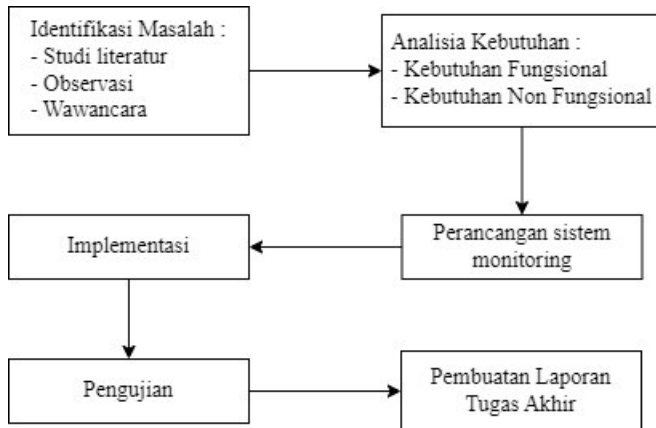 Identifikasi Masalah :
- Studi literatur
- Observasi
- Wawancara
Analisia Kebutuhan :
- Kebutuhan Fungsional
- Kebutuhan Non Fungsional
Perancangan sistem
monitoring
Implementasi
Pengujian
Pembuatan Laporan
Tugas Akhir